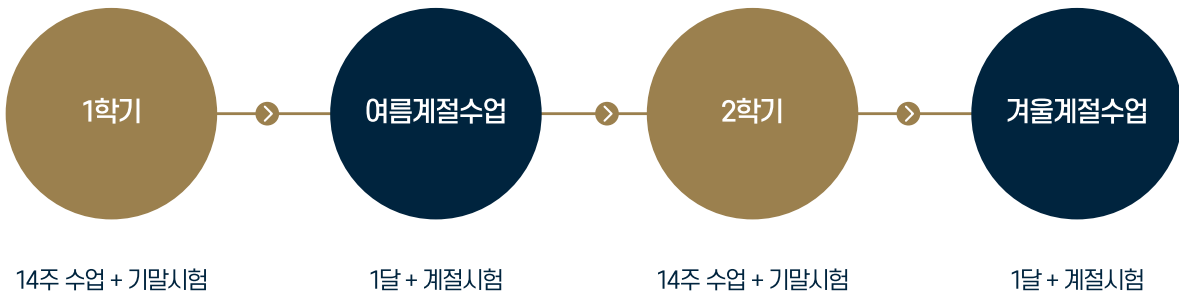 1학기
여름계절수업
2학기
겨울계절수업
14주 수업 + 기말시험
1달 + 계절시험
14주 수업 + 기말시험
1달 + 계절시험